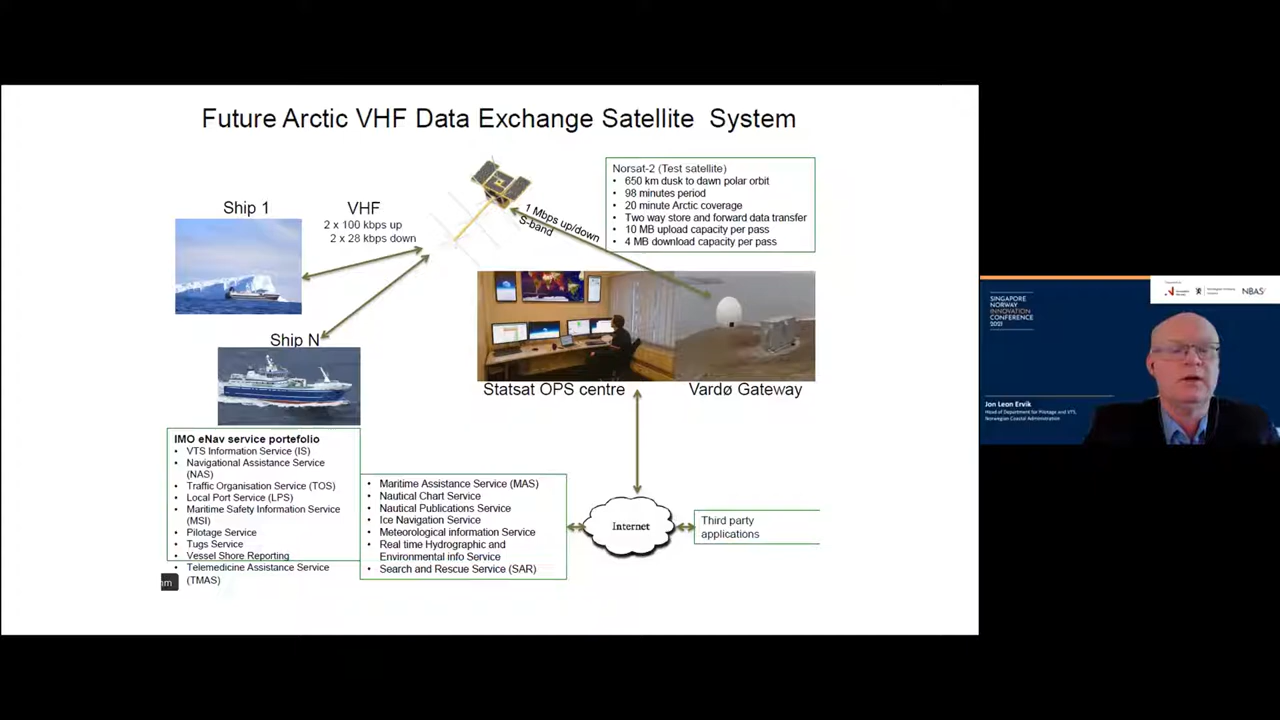 Future Arctic VHF Data Exchange Satellite System
Ship 1
VHF
2 x 100 kbps up
2 x 28 kbps down
1 Mbps up/down
S-band
Norsat-2 (Test satellite)
• 650 km dusk to dawn polar orbit
• 98 minutes period
• 20 minute Arctic coverage
• Two way store and forward data transfer
• 10 MB upload capacity per pass
• 4 MB download capacity per pass
Ship N
Statsat OPS centre
Vardø Gateway
IMO eNav service portefolio
• VTS Information Service (IS)
• Navigational Assistance Service
(NAS)
• Traffic Organisation Service (TOS)
• Local Port Service (LPS)
• Maritime Safety Information Service
(MSI)
• Pilotage Service
• Tugs Service
• Vessel Shore Reporting
• Telemedicine Assistance Service
(TMAS)
• Maritime Assistance Service (MAS)
• Nautical Chart Service
• Nautical Publications Service
• Ice Navigation Service
• Meteorological information Service
• Real time Hydrographic and
Environmental info Service
• Search and Rescue Service (SAR)
Internet
Third party
applications
SINGAPORE
NORWAY
INNOVATION
CONFERENCE
2021
NBAS
Jon Leon Ervik
Head of Department for Pilotage and VTS,
Norwegian Coastal Administration